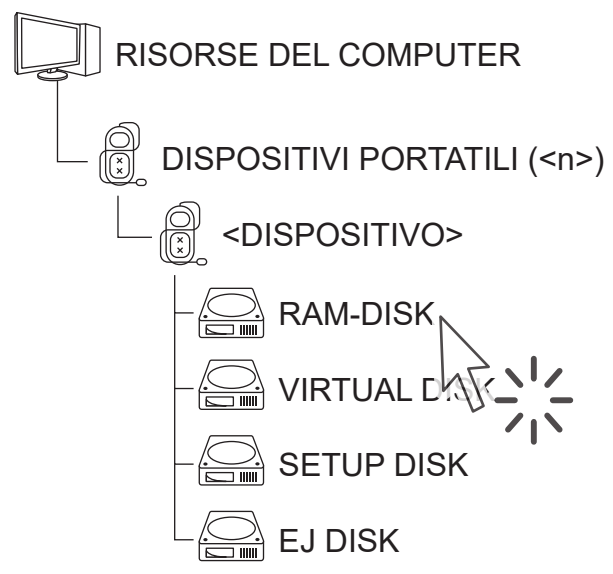 RISORSE DEL COMPUTER
DISPOSITIVI PORTATILI (<n>)
<DISPOSITIVO>
RAM-DISK
VIRTUAL DISK
SETUP DISK
EJ DISK